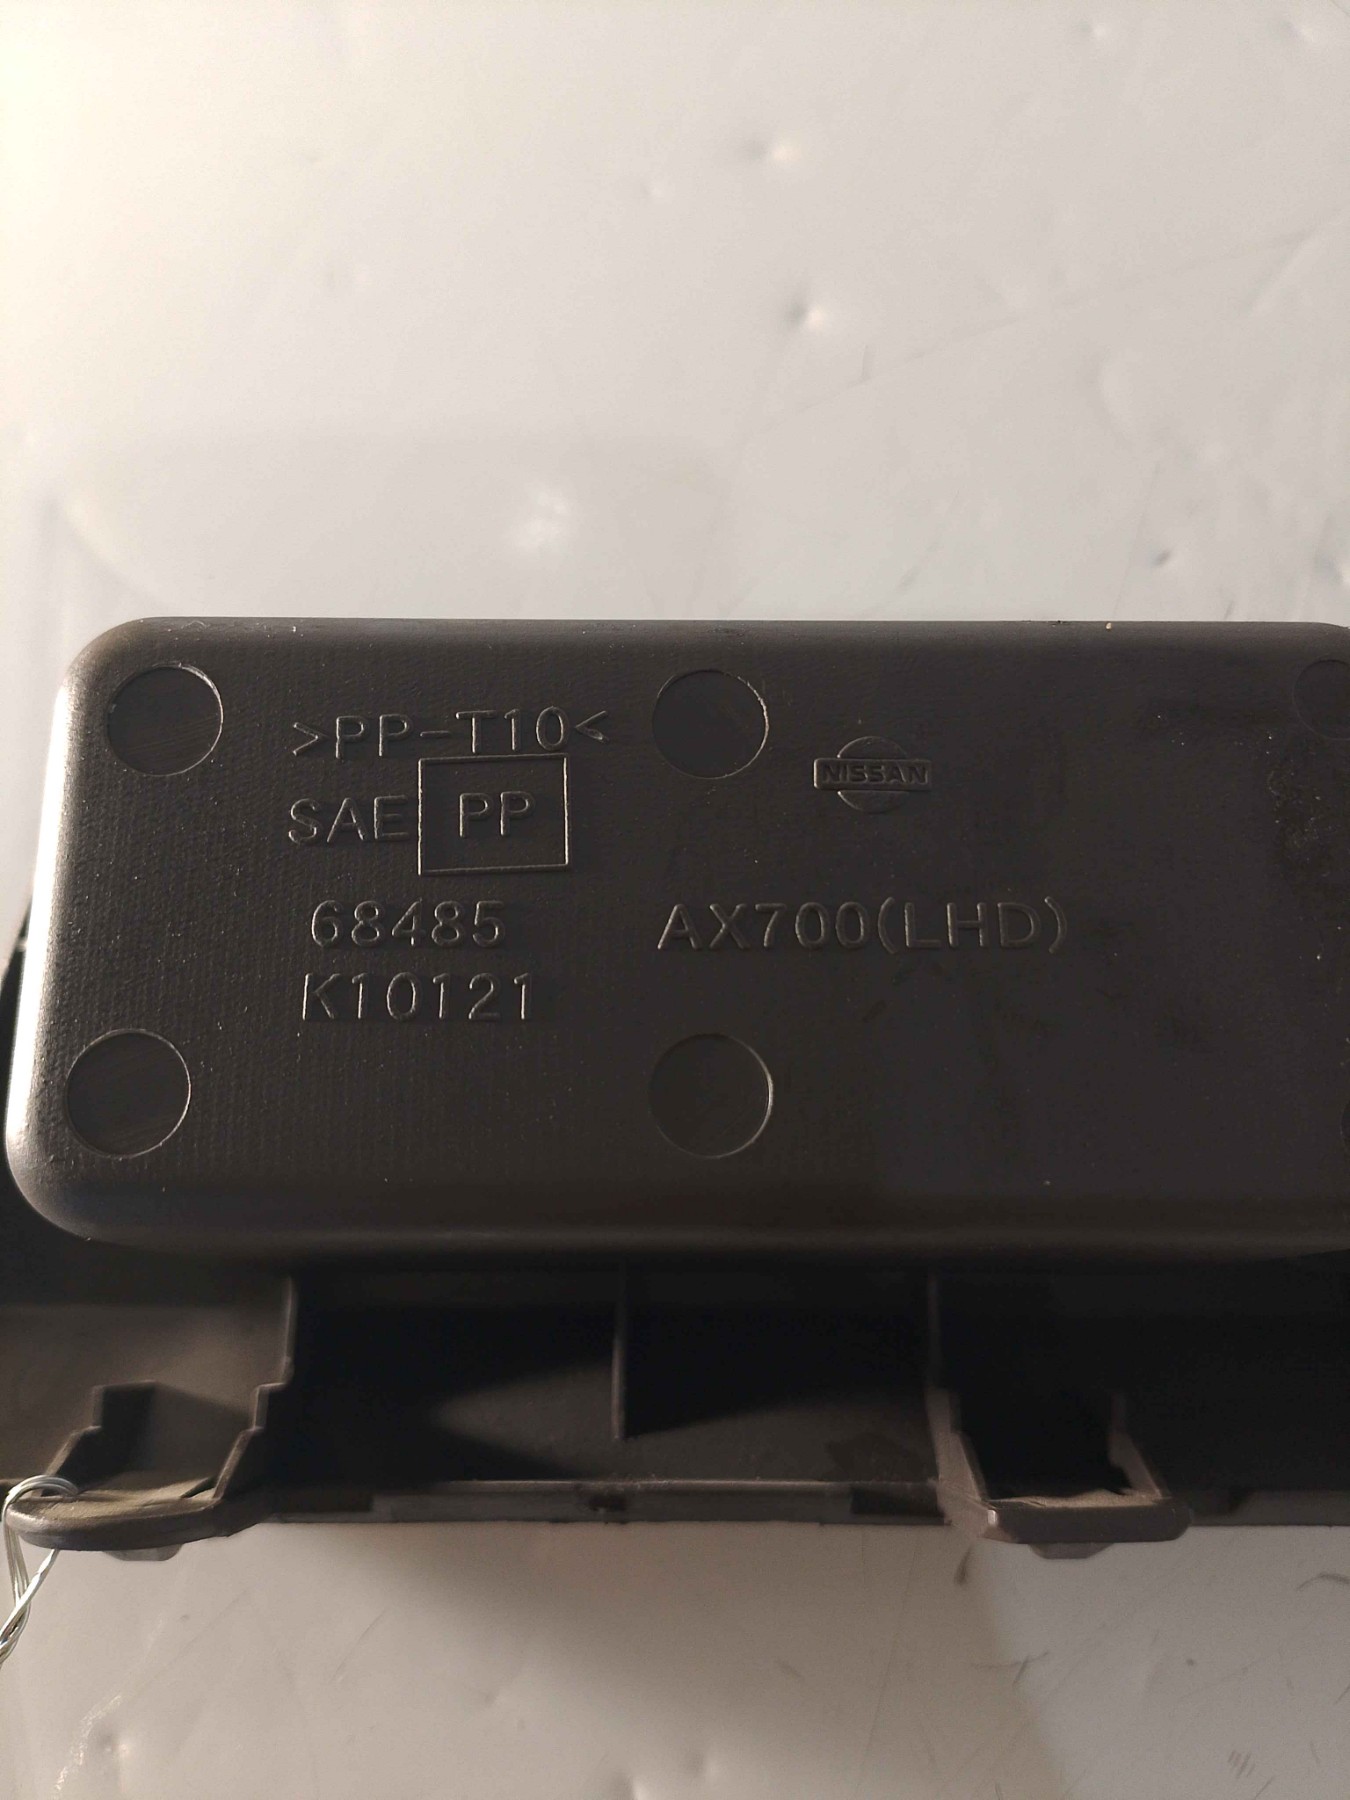 >PP-T10<
SAE PP
NISSAN
68485
AX700(LHD)
K10121